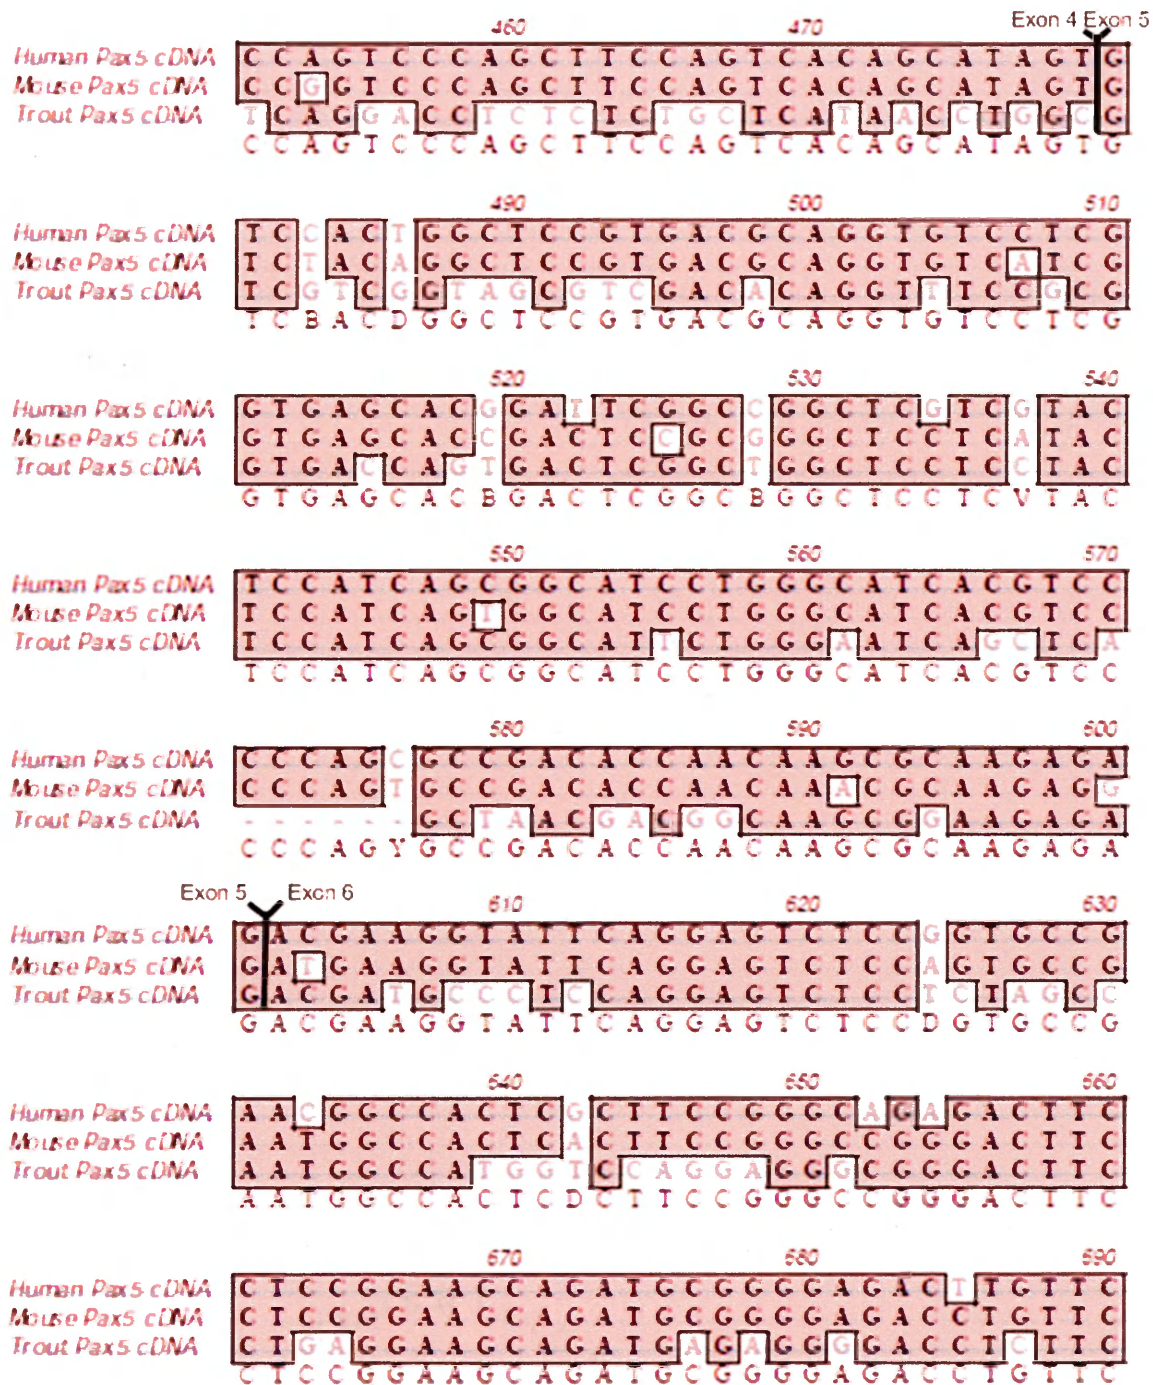 460 470 Exon 4 Exon 5
Human Pax5 cDNA C C A G T C C C A G C T T C C A G T C A C A G C A T A G T G
Mouse Pax5 cDNA C C G G T C C C A G C T T C C A G T C A C A G C A T A G T G
Trout Pax5 cDNA T C A G G A C C T C T C T C T G C T C A T A A C C T G G C G
C C A G T C C C A G C T T C C A G T C A C A G C A T A G T G
490 500 510
Human Pax5 cDNA T C C A C T G G C T C C G T G A C G C A G G T G T C C T C G
Mouse Pax5 cDNA T C T A C A G G C T C C G T G A C G C A G G T G T C A T C G
Trout Pax5 cDNA T C G T C G G T A G C G T C G A C A C A G G T T T C C G C G
T C B A C D G G C T C C G T G A C G C A G G T G T C C T C G
520 530 540
Human Pax5 cDNA G T G A G C A C G G A T T C G G C C G G C T C G T C G T A C
Mouse Pax5 cDNA G T G A G C A C C G A C T C C G C G G G C T C C T C A T A C
Trout Pax5 cDNA G T G A C C A G T G A C T C G G C T G G C T C C T C C T A C
G T G A G C A C B G A C T C G G C B G G C T C C T C V T A C
550 560 570
Human Pax5 cDNA T C C A T C A G C G G C A T C C T G G G C A T C A C G T C C
Mouse Pax5 cDNA T C C A T C A G T G G C A T C C T G G G C A T C A C G T C C
Trout Pax5 cDNA T C C A T C A G C G G C A T T C T G G G A A T C A G C T C A
T C C A T C A G C G G C A T C C T G G G C A T C A C G T C C
580 590 600
Human Pax5 cDNA C C C A G C G C C G A C A C C A A C A A G C G C A A G A G A
Mouse Pax5 cDNA C C C A G T G C C G A C A C C A A C A A A C G C A A G A G G
Trout Pax5 cDNA - - - - - - G C T A A C G A C G G C A A G C G G A A G A G A
C C C A G Y G C C G A C A C C A A C A A G C G C A A G A G A
Exon 5 Exon 6
610 620 630
Human Pax5 cDNA G A C G A A G G T A T T C A G G A G T C T C C G G T G C C G
Mouse Pax5 cDNA G A T G A A G G T A T T C A G G A G T C T C C A G T G C C G
Trout Pax5 cDNA G A C G A T G C C C T C C A G G A G T C T C C T C T A G C C
G A C G A A G G T A T T C A G G A G T C T C C D G T G C C G
640 650 660
Human Pax5 cDNA A A C G G C C A C T C G C T T C C G G G C A G A G A C T T C
Mouse Pax5 cDNA A A T G G C C A C T C A C T T C C G G G C C G G G A C T T C
Trout Pax5 cDNA A A T G G C C A T G G T C C A G G A G G G C G G G A C T T C
A A T G G C C A C T C D C T T C C G G G C C G G G A C T T C
670 680 690
Human Pax5 cDNA C T C C G G A A G C A G A T G C G G G G A G A C T T G T T C
Mouse Pax5 cDNA C T C C G G A A G C A G A T G C G G G G A G A C C T G T T C
Trout Pax5 cDNA C T G A G G A A G C A G A T G A G A G G G G A C C T C T T C
C T C C G G A A G C A G A T G C G G G G A G A C C T G T T C